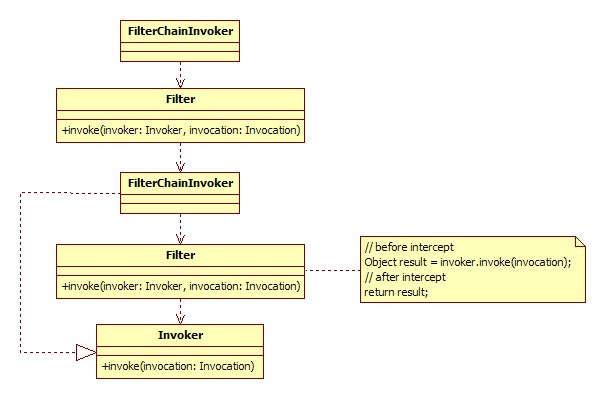 FilterChainInvoker
Filter
+invoke(invoker: Invoker, invocation: Invocation)
FilterChainInvoker
Filter
+invoke(invoker: Invoker, invocation: Invocation)
// before intercept
Object result = invoker.invoke(invocation);
// after intercept
return result;
Invoker
+invoke(invocation: Invocation)